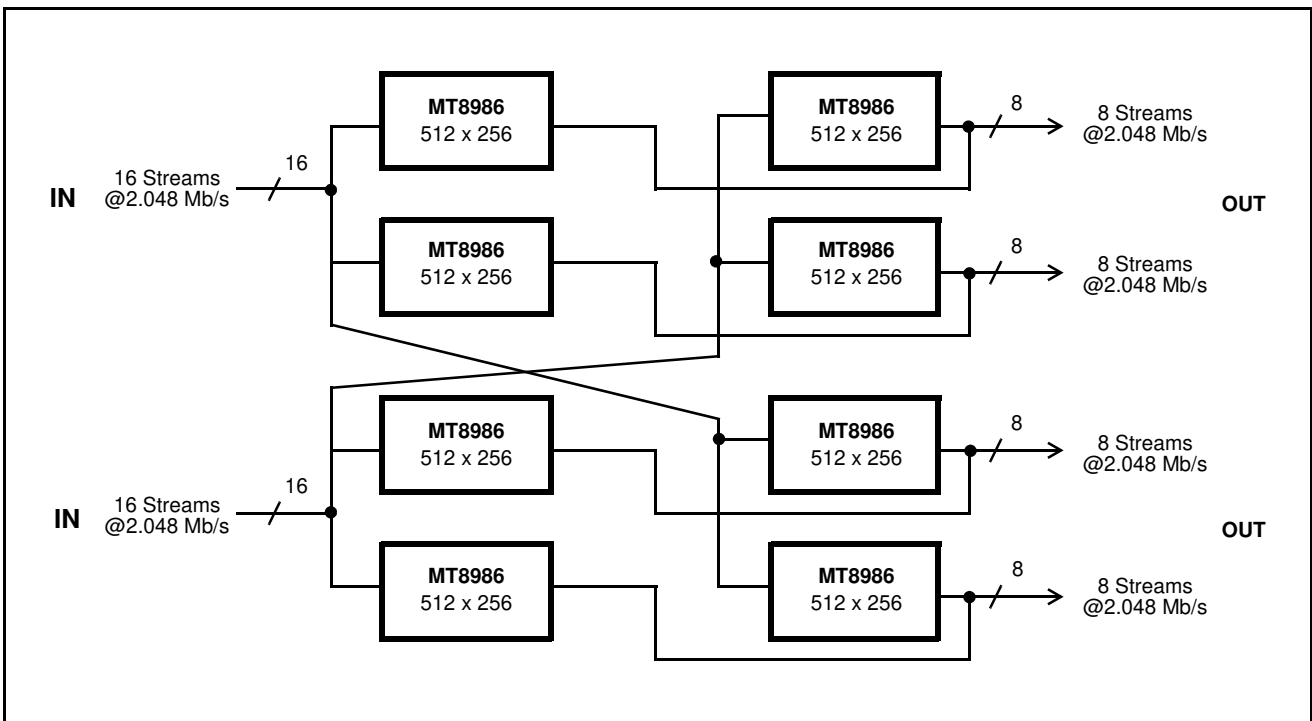 MT8986
512 x 256
MT8986
512 x 256
8
8 Streams
@2.048 Mb/s
16
IN
16 Streams
@2.048 Mb/s
OUT
MT8986
512 x 256
MT8986
512 x 256
8
8 Streams
@2.048 Mb/s
MT8986
512 x 256
MT8986
512 x 256
8
8 Streams
@2.048 Mb/s
16
IN
16 Streams
@2.048 Mb/s
OUT
MT8986
512 x 256
MT8986
512 x 256
8
8 Streams
@2.048 Mb/s